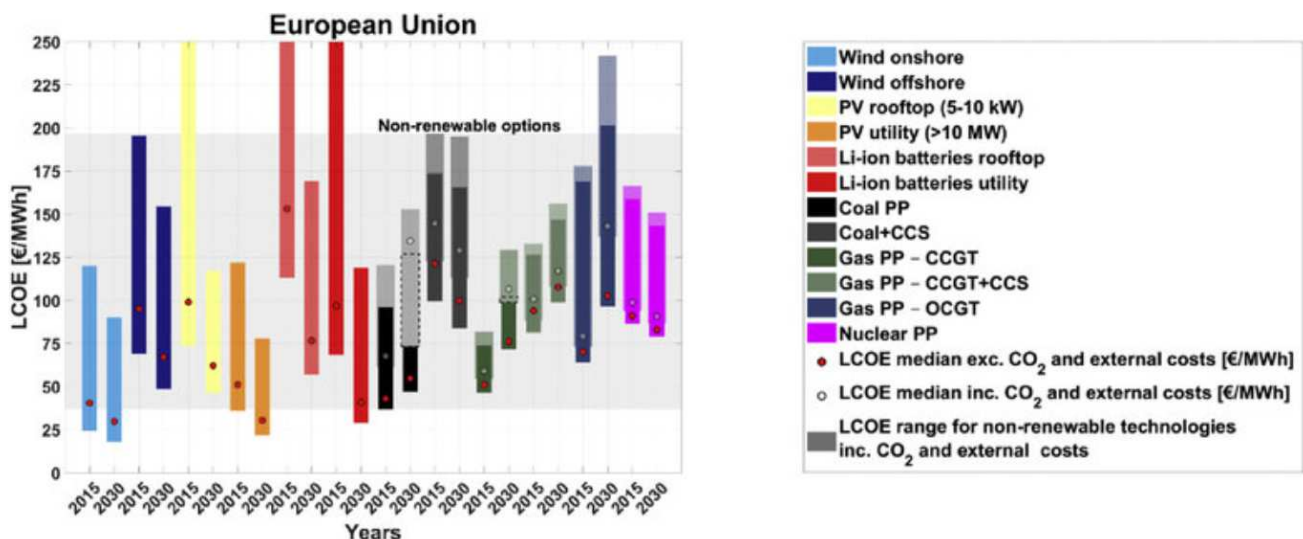 European Union
LCOE [€/MWh]
250
225
200
175
150
125
100
75
50
25
0
Non-renewable options
2015 2030 2015 2030 2015 2030 2015 2030 2015 2030 2015 2030 2015 2030 2015 2030 2015 2030 2015 2030 2015 2030 2015 2030
Years
Wind onshore
Wind offshore
PV rooftop (5-10 kW)
PV utility (>10 MW)
Li-ion batteries rooftop
Li-ion batteries utility
Coal PP
Coal+CCS
Gas PP – CCGT
Gas PP – CCGT+CCS
Gas PP – OCGT
Nuclear PP
LCOE median exc. CO₂ and external costs [€/MWh]
LCOE median inc. CO₂ and external costs [€/MWh]
LCOE range for non-renewable technologies
inc. CO₂ and external costs